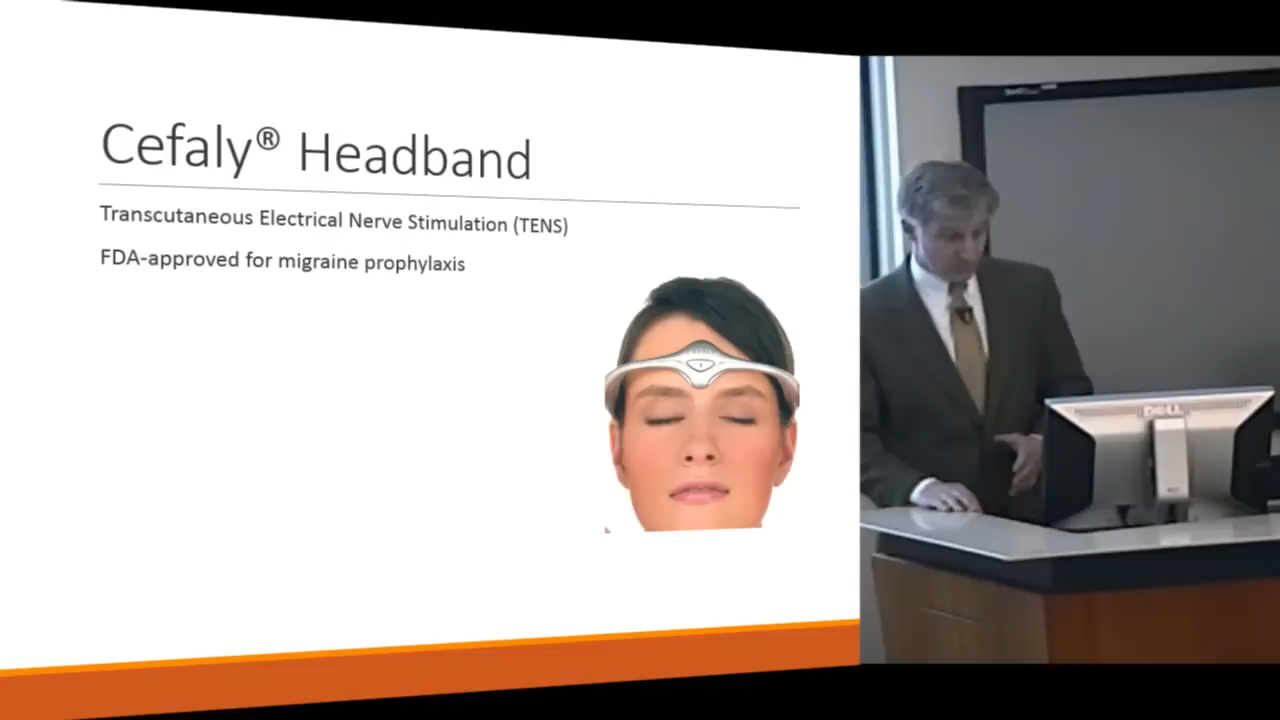 Cefaly® Headband
Transcutaneous Electrical Nerve Stimulation (TENS)
FDA-approved for migraine prophylaxis
DELL